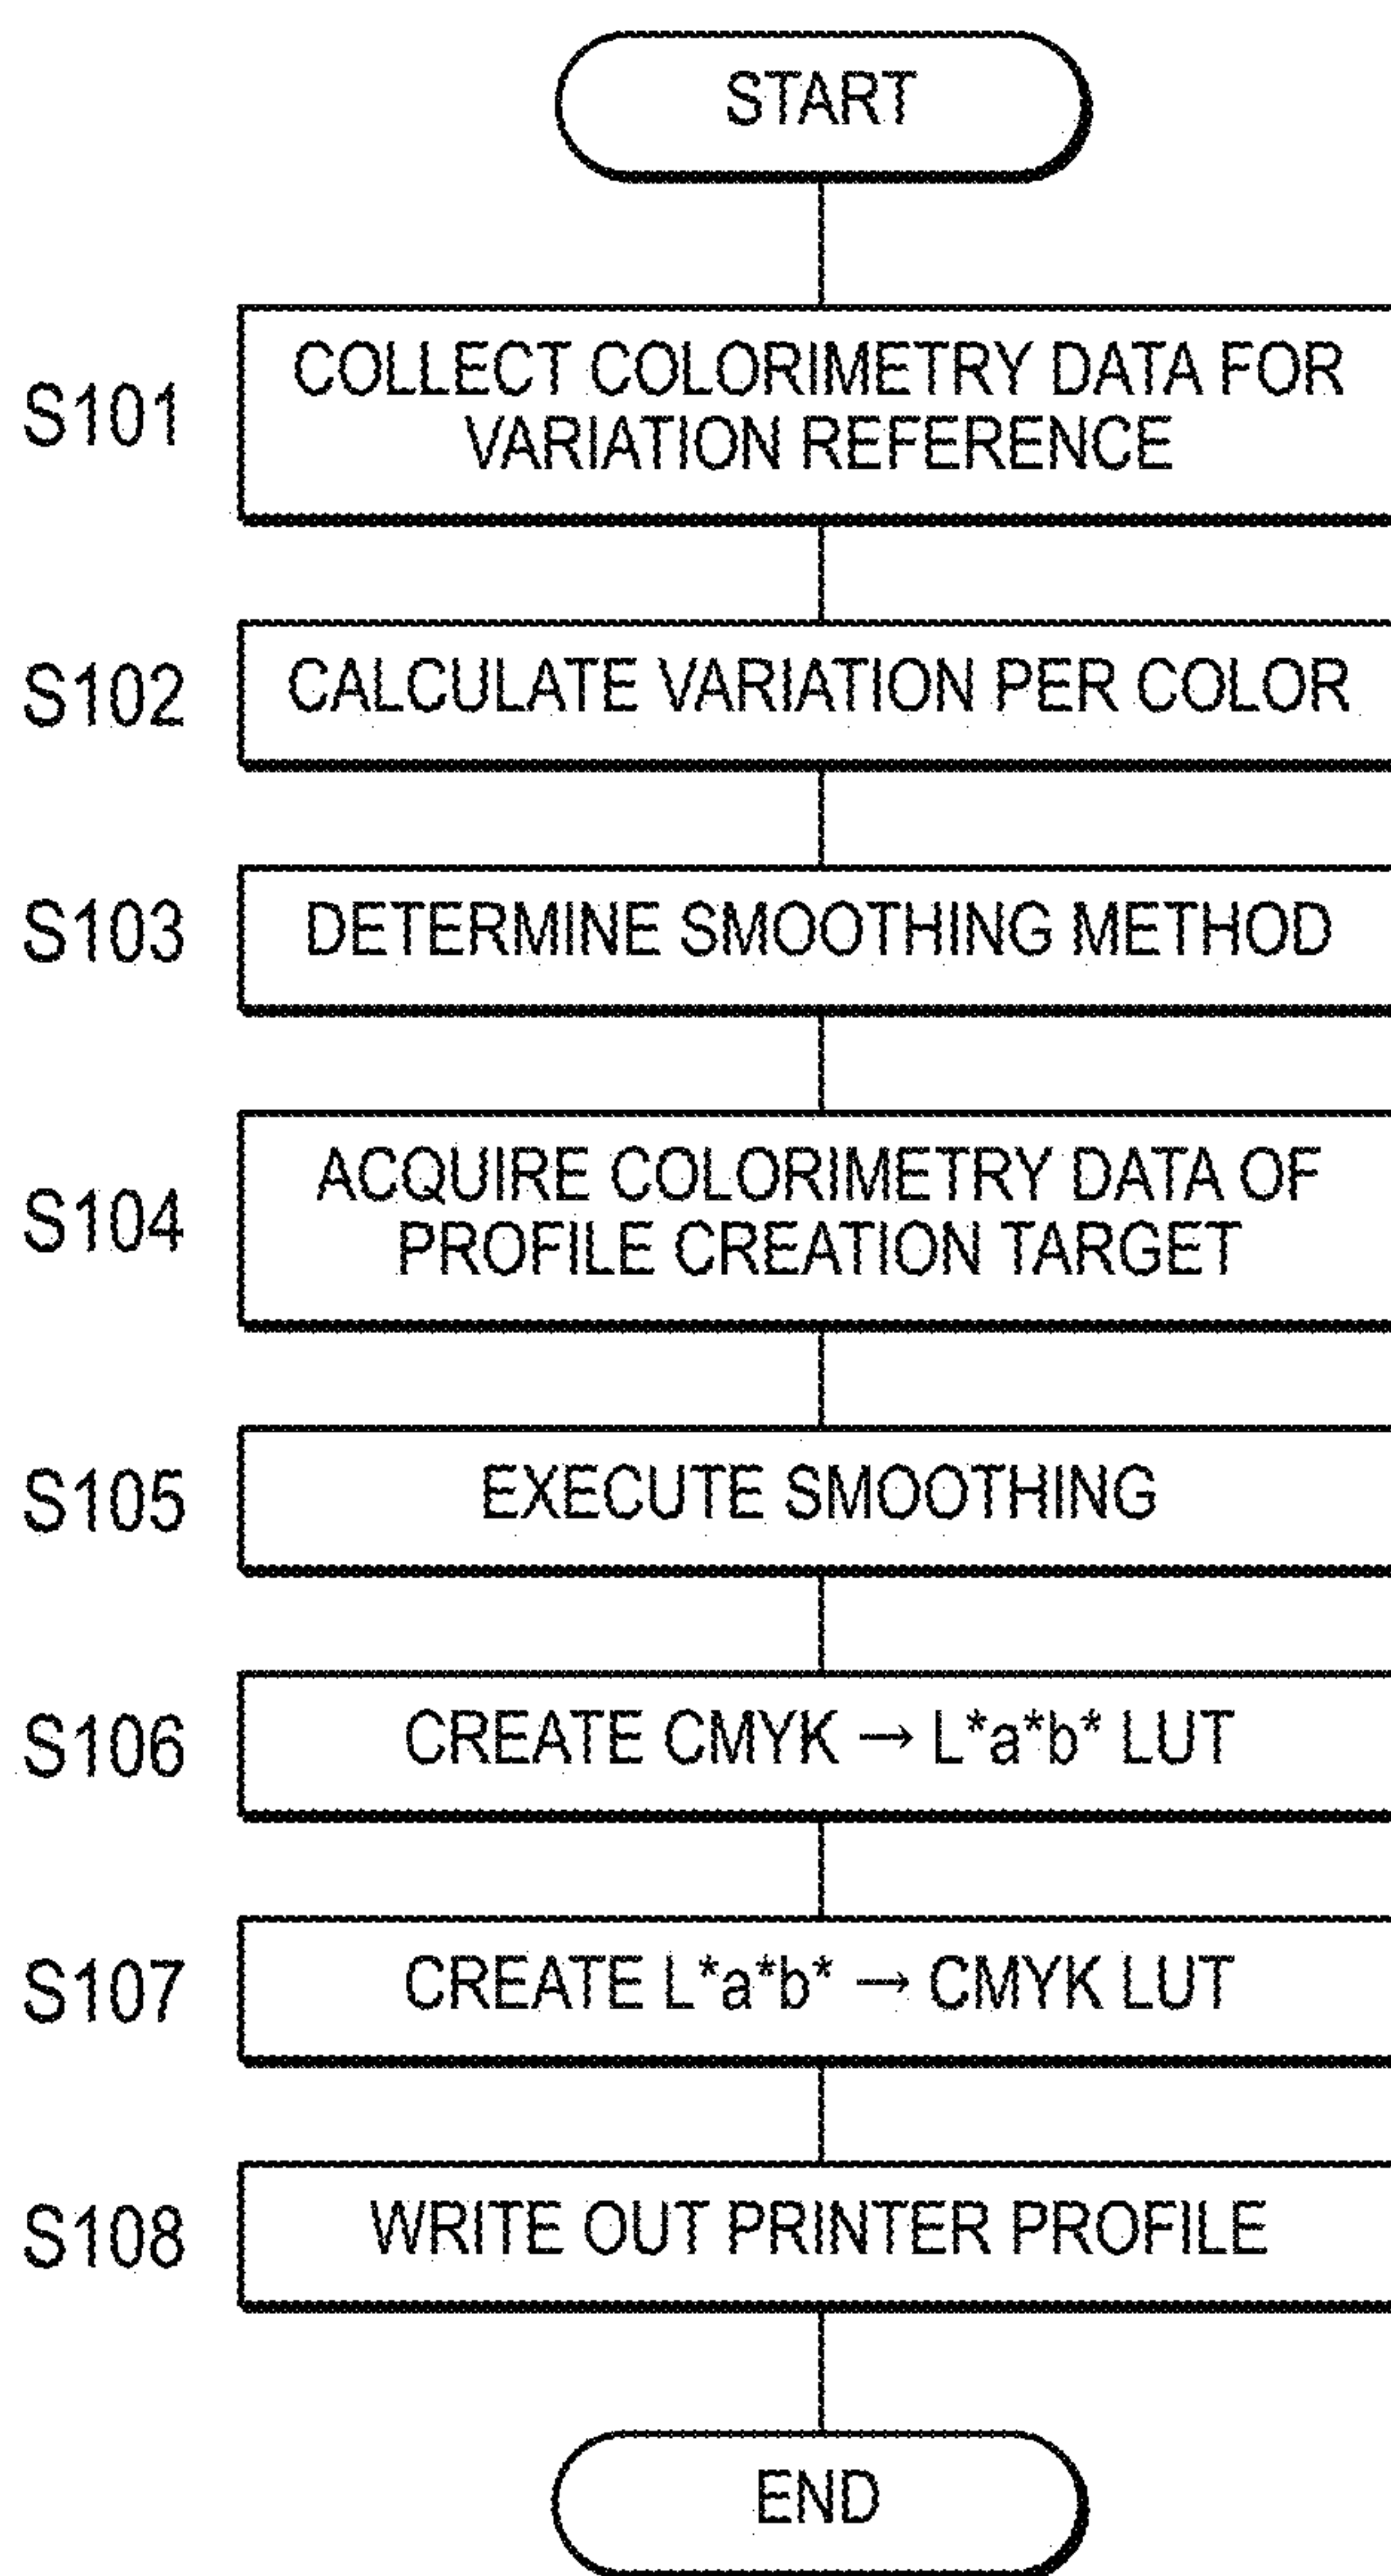 START
S101
COLLECT COLORIMETRY DATA FOR
VARIATION REFERENCE
S102
CALCULATE VARIATION PER COLOR
S103
DETERMINE SMOOTHING METHOD
S104
ACQUIRE COLORIMETRY DATA OF
PROFILE CREATION TARGET
S105
EXECUTE SMOOTHING
S106
CREATE CMYK → L*a*b* LUT
S107
CREATE L*a*b* → CMYK LUT
S108
WRITE OUT PRINTER PROFILE
END